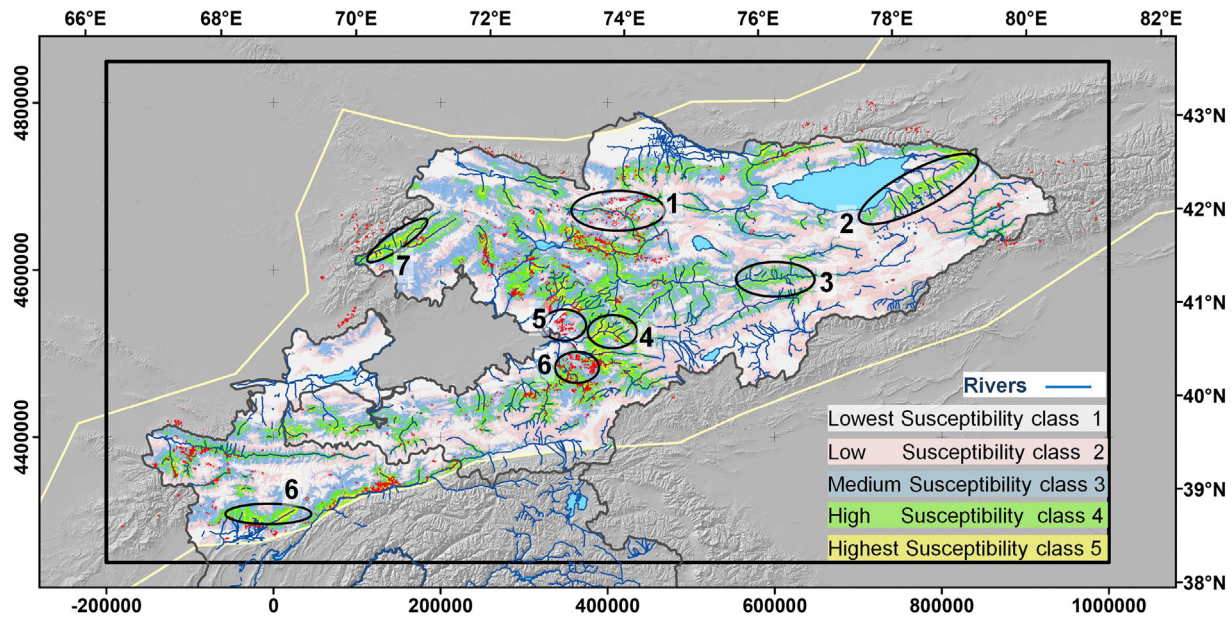 66°E 68°E 70°E 72°E 74°E 76°E 78°E 80°E 82°E
4800000
43°N
1
42°N
2
7
4600000
3
41°N
5
4
6
Rivers
40°N
Lowest Susceptibility class 1
4400000
Low Susceptibility class 2
Medium Susceptibility class 3
6
39°N
High Susceptibility class 4
Highest Susceptibility class 5
38°N
-200000 0 200000 400000 600000 800000 1000000